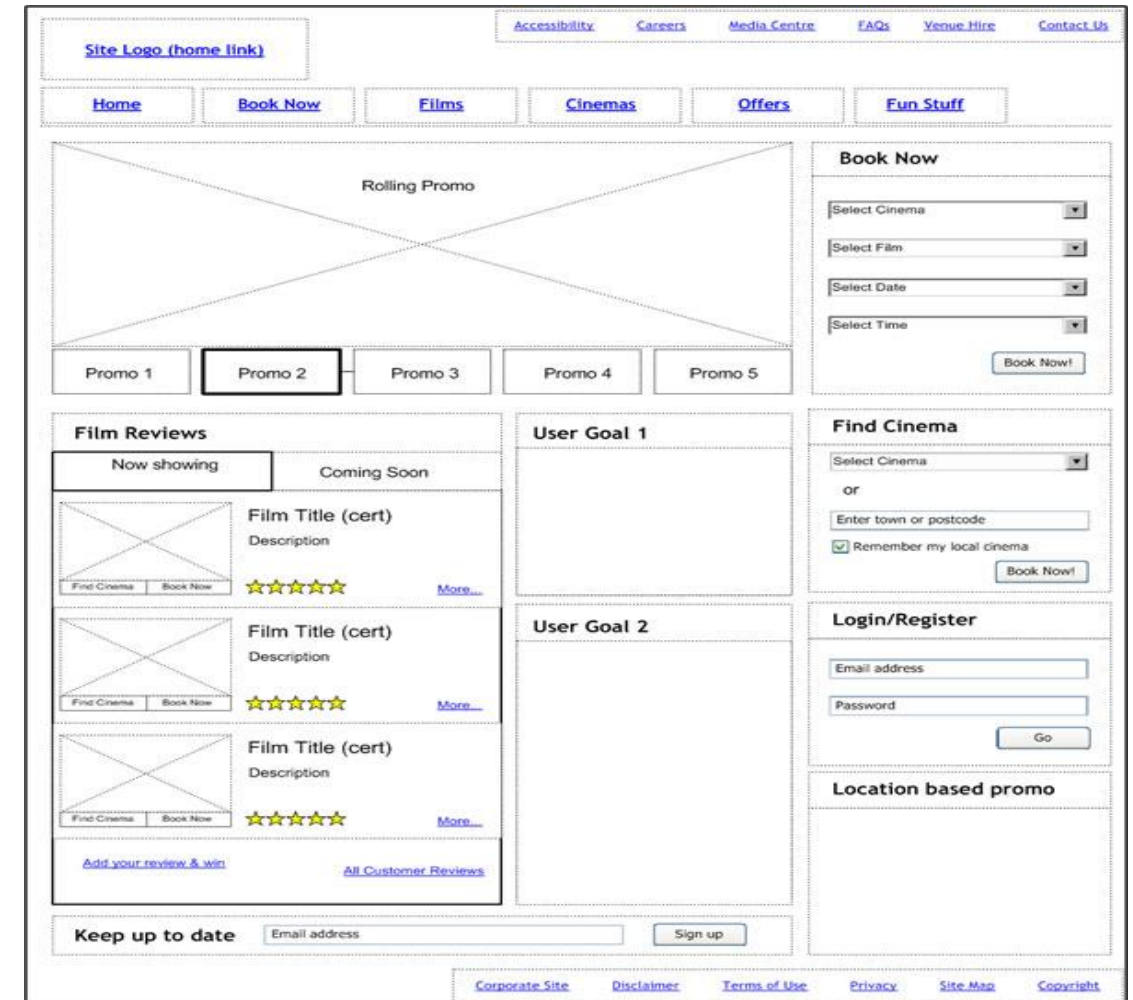 Accessibility Careers Media Centre FAQs Venue Hire Contact Us
Site Logo (home link)
Home Book Now Films Cinemas Offers Fun Stuff
Rolling Promo
Promo 1 Promo 2 Promo 3 Promo 4 Promo 5
Book Now
Select Cinema
Select Film
Select Date
Select Time
Book Now!
Film Reviews
Now showing Coming Soon
Film Title (cert)
Description
Find Cinema Book Now
More...
Film Title (cert)
Description
Find Cinema Book Now
More...
Film Title (cert)
Description
Find Cinema Book Now
More...
Add your review & win
All Customer Reviews
User Goal 1
User Goal 2
Find Cinema
Select Cinema
or
Enter town or postcode
Remember my local cinema
Book Now!
Login/Register
Email address
Password
Go
Location based promo
Keep up to date Email address Sign up
Corporate Site Disclaimer Terms of Use Privacy Site Map Copyright